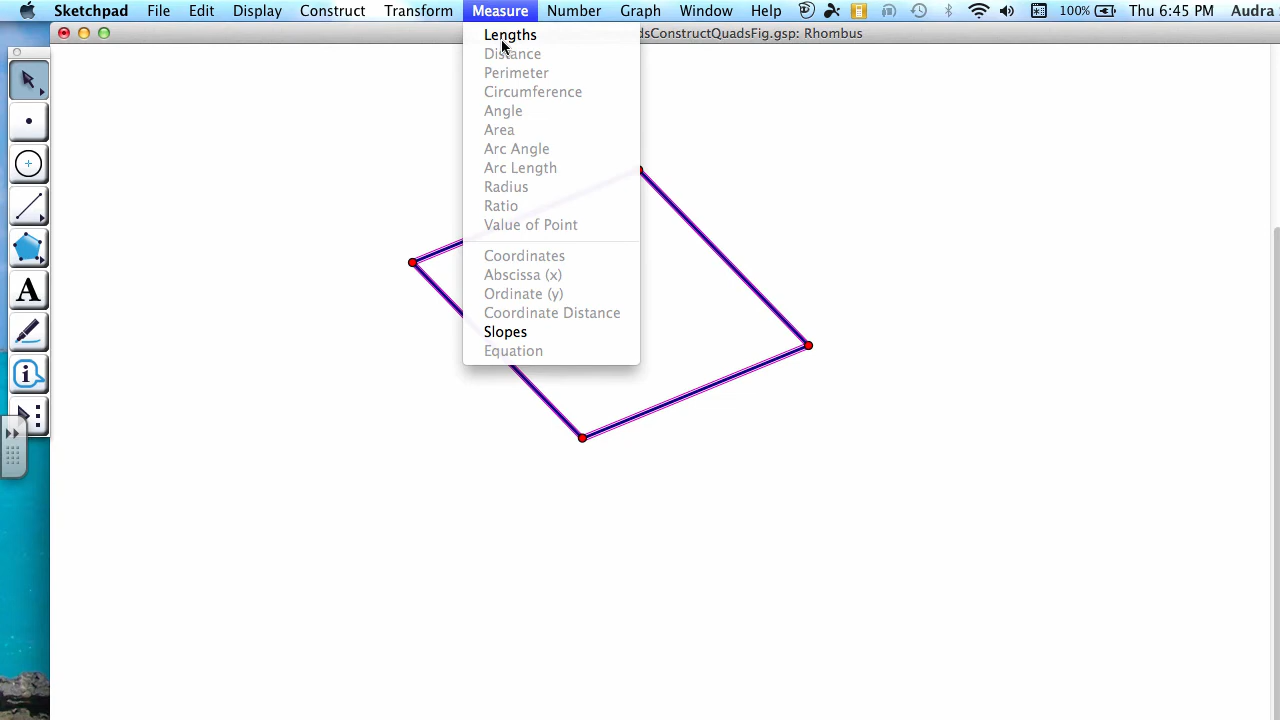 Sketchpad File Edit Display Construct Transform Measure Number Graph Window Help 100% Thu 6:45 PM Audra
dsConstructQuadsFig.gsp: Rhombus
Lengths
Distance
Perimeter
Circumference
Angle
Area
Arc Angle
Arc Length
Radius
Ratio
Value of Point
Coordinates
Abscissa (x)
Ordinate (y)
Coordinate Distance
Slopes
Equation
A